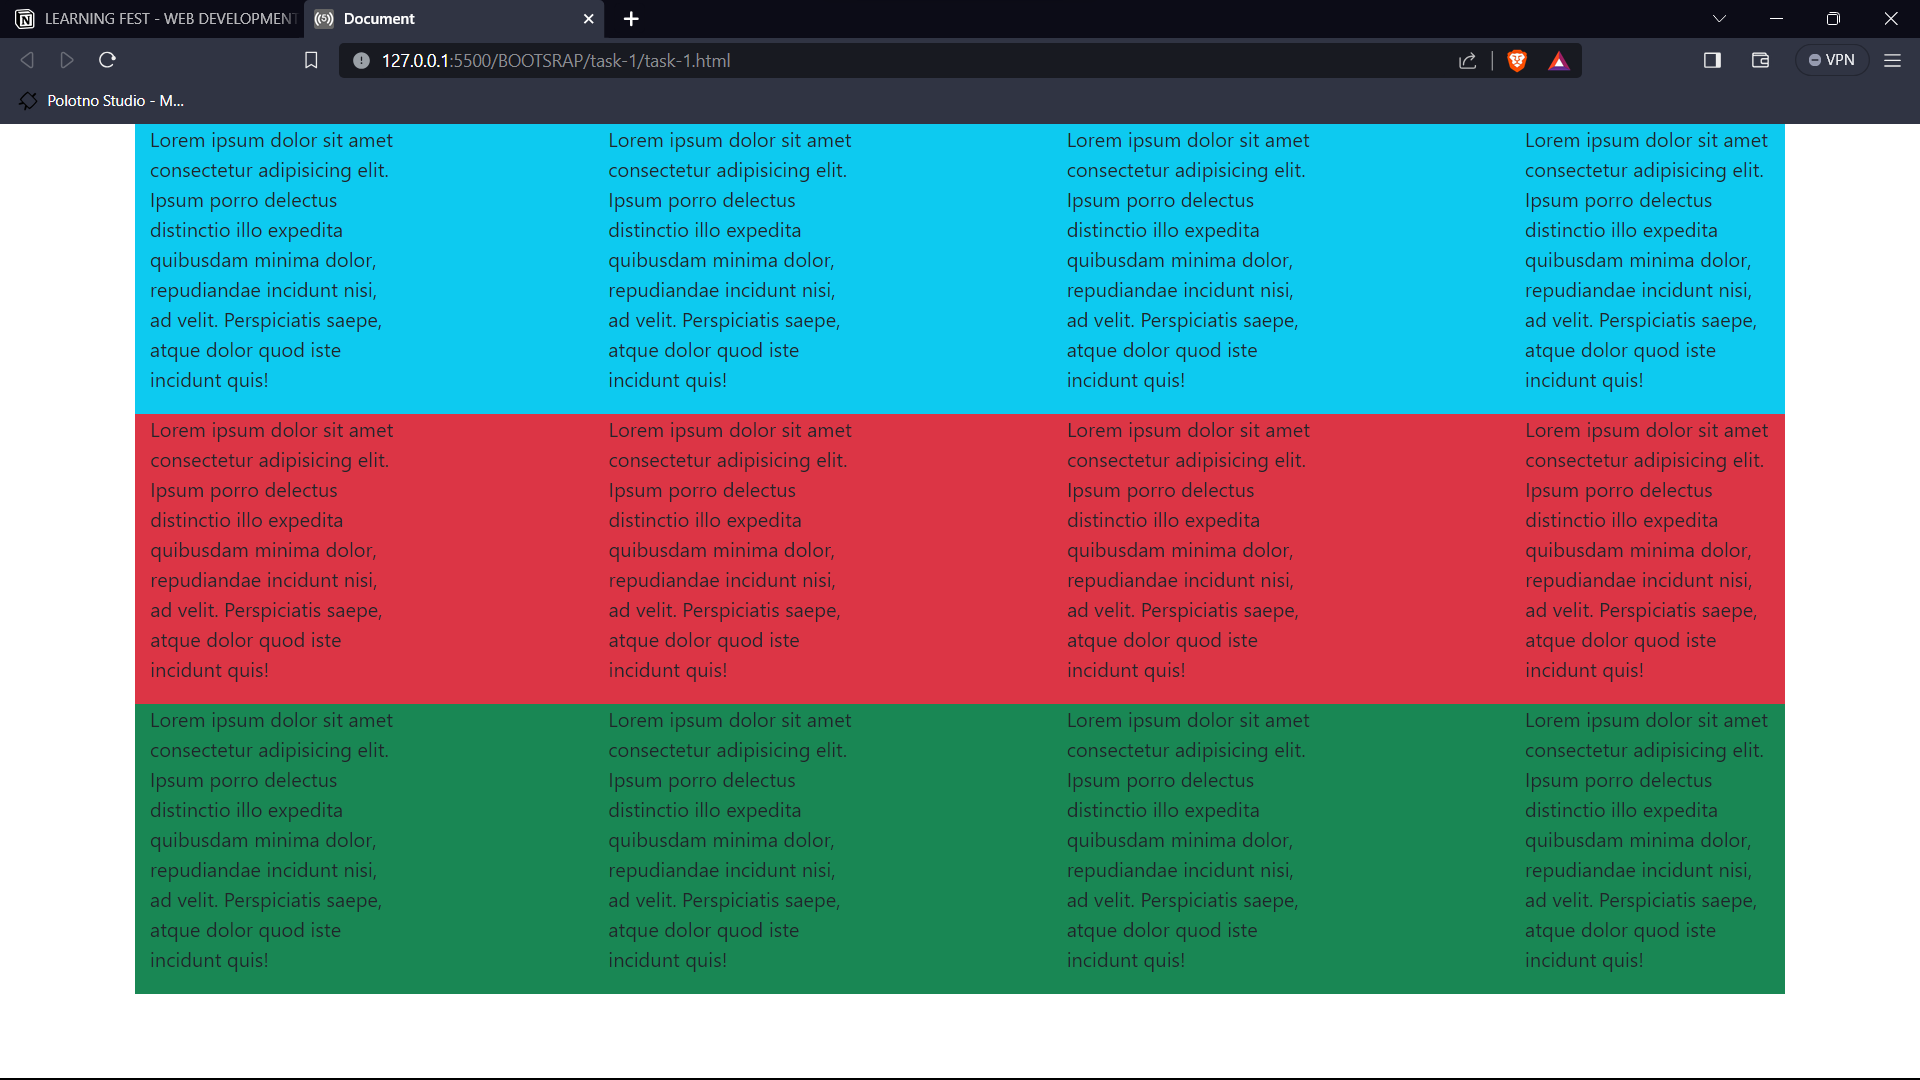 LEARNING FEST - WEB DEVELOPMENT
Document
127.0.0.1:5500/BOOTSRAP/task-1/task-1.html
VPN
Polotno Studio - M...
Lorem ipsum dolor sit amet
consectetur adipisicing elit.
Ipsum porro delectus
distinctio illo expedita
quibusdam minima dolor,
repudiandae incidunt nisi,
ad velit. Perspiciatis saepe,
atque dolor quod iste
incidunt quis!
Lorem ipsum dolor sit amet
consectetur adipisicing elit.
Ipsum porro delectus
distinctio illo expedita
quibusdam minima dolor,
repudiandae incidunt nisi,
ad velit. Perspiciatis saepe,
atque dolor quod iste
incidunt quis!
Lorem ipsum dolor sit amet
consectetur adipisicing elit.
Ipsum porro delectus
distinctio illo expedita
quibusdam minima dolor,
repudiandae incidunt nisi,
ad velit. Perspiciatis saepe,
atque dolor quod iste
incidunt quis!
Lorem ipsum dolor sit amet
consectetur adipisicing elit.
Ipsum porro delectus
distinctio illo expedita
quibusdam minima dolor,
repudiandae incidunt nisi,
ad velit. Perspiciatis saepe,
atque dolor quod iste
incidunt quis!
Lorem ipsum dolor sit amet
consectetur adipisicing elit.
Ipsum porro delectus
distinctio illo expedita
quibusdam minima dolor,
repudiandae incidunt nisi,
ad velit. Perspiciatis saepe,
atque dolor quod iste
incidunt quis!
Lorem ipsum dolor sit amet
consectetur adipisicing elit.
Ipsum porro delectus
distinctio illo expedita
quibusdam minima dolor,
repudiandae incidunt nisi,
ad velit. Perspiciatis saepe,
atque dolor quod iste
incidunt quis!
Lorem ipsum dolor sit amet
consectetur adipisicing elit.
Ipsum porro delectus
distinctio illo expedita
quibusdam minima dolor,
repudiandae incidunt nisi,
ad velit. Perspiciatis saepe,
atque dolor quod iste
incidunt quis!
Lorem ipsum dolor sit amet
consectetur adipisicing elit.
Ipsum porro delectus
distinctio illo expedita
quibusdam minima dolor,
repudiandae incidunt nisi,
ad velit. Perspiciatis saepe,
atque dolor quod iste
incidunt quis!
Lorem ipsum dolor sit amet
consectetur adipisicing elit.
Ipsum porro delectus
distinctio illo expedita
quibusdam minima dolor,
repudiandae incidunt nisi,
ad velit. Perspiciatis saepe,
atque dolor quod iste
incidunt quis!
Lorem ipsum dolor sit amet
consectetur adipisicing elit.
Ipsum porro delectus
distinctio illo expedita
quibusdam minima dolor,
repudiandae incidunt nisi,
ad velit. Perspiciatis saepe,
atque dolor quod iste
incidunt quis!
Lorem ipsum dolor sit amet
consectetur adipisicing elit.
Ipsum porro delectus
distinctio illo expedita
quibusdam minima dolor,
repudiandae incidunt nisi,
ad velit. Perspiciatis saepe,
atque dolor quod iste
incidunt quis!
Lorem ipsum dolor sit amet
consectetur adipisicing elit.
Ipsum porro delectus
distinctio illo expedita
quibusdam minima dolor,
repudiandae incidunt nisi,
ad velit. Perspiciatis saepe,
atque dolor quod iste
incidunt quis!